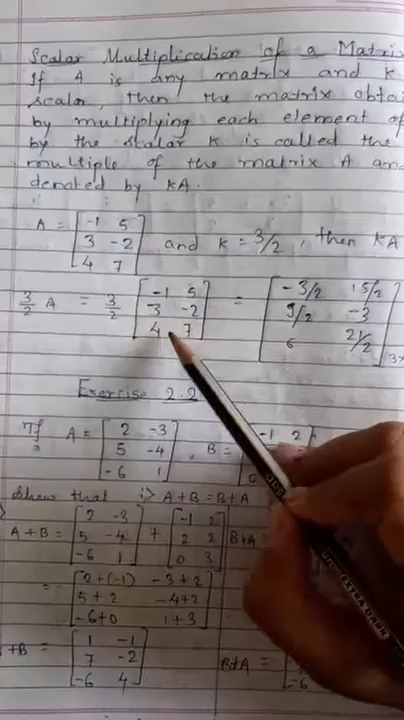 Scalar Multiplication of a Matrix
If A is any matrix and K
scalar, then the matrix obta
by multiplying each element of
by the scalar K is called the
multiple of the matrix A an
denoted by KA.
A = [-1 5
3 -2
4 7] and K = 3/2, then KA
3/2 A = 3/2 [-1 5
3 -2
4 7] = [-3/2 15/2
9/2 -3
6 21/2]
Exercise 2.2
If A = [2 -3
5 -4
-6 1], B = [-1 2
0
Show that i> A+B = B+A
A+B = [2 -3
5 -4
-6 1] + [-1 2
2 2
0 3] B+A
= [2+(-1) -3+2
5+2 -4+2
-6+0 1+3]
+B = [1 -1
7 -2
-6 4] B+A = [
-6